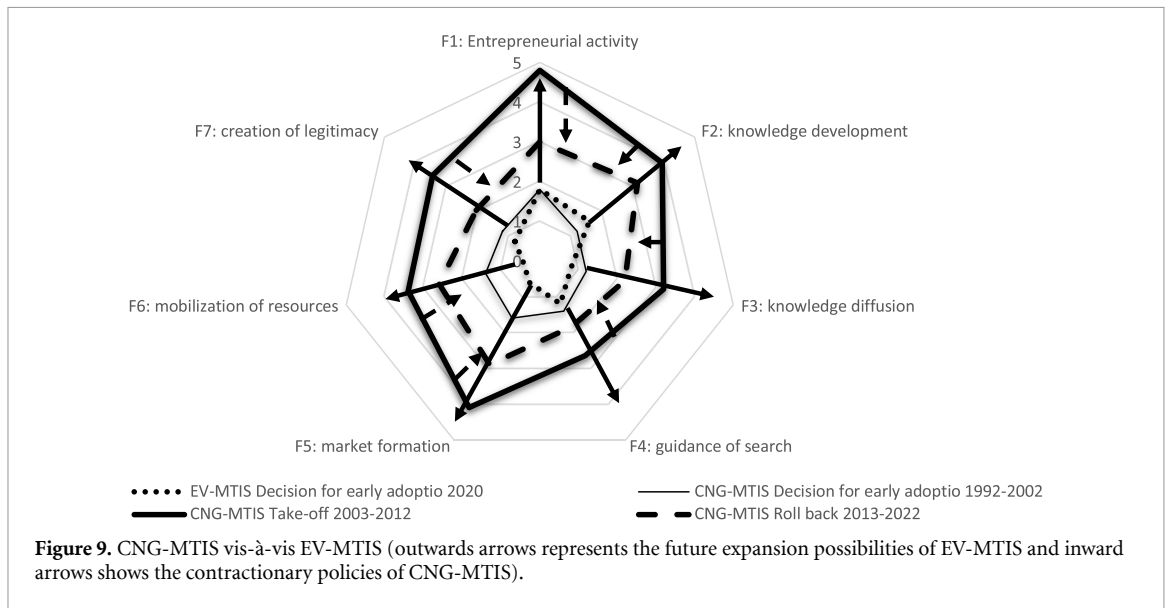 F1: Entrepreneurial activity
5
4
3
2
1
0
F7: creation of legitimacy
F2: knowledge development
F6: mobilization of resources
F3: knowledge diffusion
F5: market formation
F4: guidance of search
EV-MTIS Decision for early adoptio 2020
CNG-MTIS Decision for early adoptio 1992-2002
CNG-MTIS Take-off 2003-2012
CNG-MTIS Roll back 2013-2022
Figure 9. CNG-MTIS vis-à-vis EV-MTIS (outwards arrows represents the future expansion possibilities of EV-MTIS and inward
arrows shows the contractionary policies of CNG-MTIS).